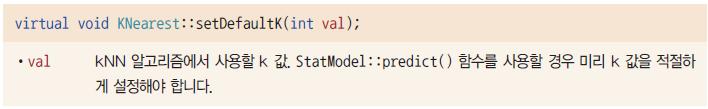 virtual void KNearest::setDefaultK(int val);
• val kNN 알고리즘에서 사용할 k 값. StatModel::predict() 함수를 사용할 경우 미리 k 값을 적절하
게 설정해야 합니다.